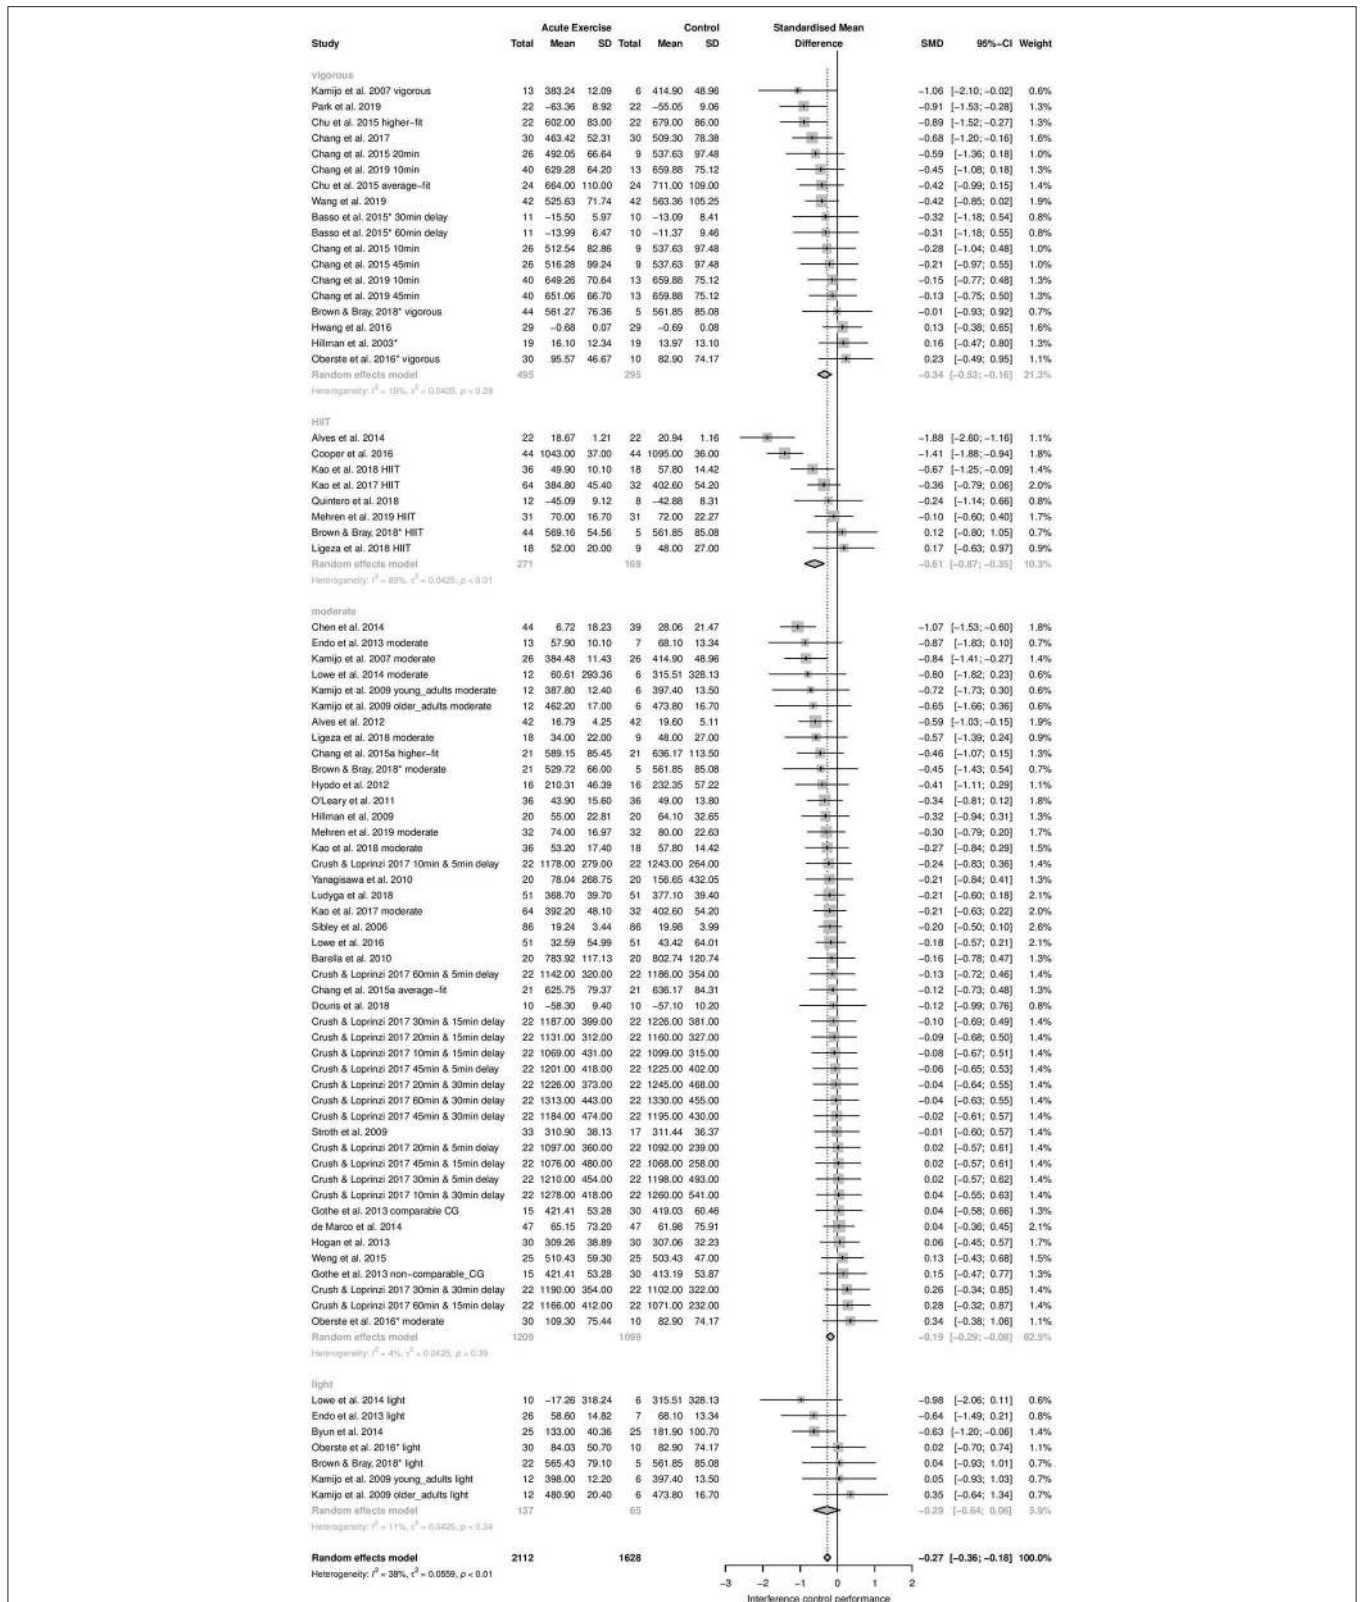 Acute Exercise Control Standardised Mean
Study Total Mean SD Total Mean SD Difference SMD 95%-CI Weight
vigorous
Kamijo et al. 2007 vigorous 13 383.24 12.09 6 414.90 48.96 -1.06 [-2.10; -0.02] 0.6%
Park et al. 2019 22 -63.36 8.92 22 -55.05 9.06 -0.91 [-1.53; -0.28] 1.3%
Chu et al. 2015 higher-fit 22 602.00 83.00 22 679.00 86.00 -0.89 [-1.52; -0.27] 1.3%
Chang et al. 2017 30 463.42 52.31 30 509.30 78.38 -0.68 [-1.20; -0.16] 1.6%
Chang et al. 2015 20min 26 492.05 66.64 9 537.63 97.48 -0.59 [-1.36; 0.18] 1.0%
Chang et al. 2019 10min 40 629.28 64.20 13 659.88 75.12 -0.45 [-1.08; 0.18] 1.3%
Chu et al. 2015 average-fit 24 664.00 110.00 24 711.00 109.00 -0.42 [-0.99; 0.15] 1.4%
Wang et al. 2019 42 525.63 71.74 42 563.36 105.25 -0.42 [-0.85; 0.02] 1.9%
Basso et al. 2015* 30min delay 11 -15.50 5.97 10 -13.09 8.41 -0.32 [-1.18; 0.54] 0.8%
Basso et al. 2015* 60min delay 11 -13.99 6.47 10 -11.37 9.46 -0.31 [-1.18; 0.55] 0.8%
Chang et al. 2015 10min 26 512.54 82.86 9 537.63 97.48 -0.28 [-1.04; 0.48] 1.0%
Chang et al. 2015 45min 26 516.28 99.24 9 537.63 97.48 -0.21 [-0.97; 0.55] 1.0%
Chang et al. 2019 10min 40 649.26 70.64 13 659.88 75.12 -0.15 [-0.77; 0.48] 1.3%
Chang et al. 2019 45min 40 651.06 66.70 13 659.88 75.12 -0.13 [-0.75; 0.50] 1.3%
Brown & Bray, 2018* vigorous 44 561.27 76.36 5 561.85 85.08 -0.01 [-0.93; 0.92] 0.7%
Hwang et al. 2016 29 -0.68 0.07 29 -0.69 0.08 0.13 [-0.38; 0.65] 1.6%
Hillman et al. 2003* 19 16.10 12.34 19 13.97 13.10 0.16 [-0.47; 0.80] 1.3%
Oberste et al. 2016* vigorous 30 95.57 46.67 10 82.90 74.17 0.23 [-0.49; 0.95] 1.1%
Random effects model 495 295 -0.34 [-0.53; -0.16] 21.3%
Heterogeneity: I² = 15%, τ² = 0.0425, p = 0.28
HIIT
Alves et al. 2014 22 18.67 1.21 22 20.94 1.16 -1.88 [-2.60; -1.16] 1.1%
Cooper et al. 2016 44 1043.00 37.00 44 1095.00 36.00 -1.41 [-1.88; -0.94] 1.8%
Kao et al. 2018 HIIT 36 49.90 10.10 18 57.80 14.42 -0.67 [-1.25; -0.09] 1.4%
Kao et al. 2017 HIIT 64 384.80 45.40 32 402.60 54.20 -0.36 [-0.79; 0.06] 2.0%
Quintero et al. 2018 12 -45.09 9.12 8 -42.88 8.31 -0.24 [-1.14; 0.66] 0.8%
Mehren et al. 2019 HIIT 31 70.00 16.70 31 72.00 22.27 -0.10 [-0.60; 0.40] 1.7%
Brown & Bray, 2018* HIIT 44 569.16 54.56 5 561.85 85.08 0.12 [-0.80; 1.05] 0.7%
Ligeza et al. 2018 HIIT 18 52.00 20.00 9 48.00 27.00 0.17 [-0.63; 0.97] 0.9%
Random effects model 271 169 -0.61 [-0.87; -0.35] 10.3%
Heterogeneity: τ² = 0.0425, p < 0.01
moderate
Chen et al. 2014 44 6.72 18.23 39 28.06 21.47 -1.07 [-1.53; -0.60] 1.8%
Endo et al. 2013 moderate 13 57.90 10.10 7 68.10 13.34 -0.87 [-1.83; 0.10] 0.7%
Kamijo et al. 2007 moderate 26 384.48 11.43 26 414.90 48.96 -0.84 [-1.41; -0.27] 1.4%
Lowe et al. 2014 moderate 12 60.61 293.36 6 315.51 328.13 -0.80 [-1.82; 0.23] 0.6%
Kamijo et al. 2009 young_adults moderate 12 387.80 12.40 6 397.40 13.50 -0.72 [-1.73; 0.30] 0.6%
Kamijo et al. 2009 older_adults moderate 12 462.20 17.00 6 473.80 16.70 -0.65 [-1.66; 0.36] 0.6%
Alves et al. 2012 42 16.79 4.25 42 19.60 5.11 -0.59 [-1.03; -0.15] 1.9%
Ligeza et al. 2018 moderate 18 34.00 22.00 9 48.00 27.00 -0.57 [-1.39; 0.24] 0.9%
Chang et al. 2015a higher-fit 21 589.15 85.45 21 636.17 113.50 -0.46 [-1.07; 0.15] 1.3%
Brown & Bray, 2018* moderate 21 529.72 66.00 5 561.85 85.08 -0.45 [-1.43; 0.54] 0.7%
Hyodo et al. 2012 16 210.31 46.39 16 232.35 57.22 -0.41 [-1.11; 0.29] 1.1%
O'Leary et al. 2011 36 43.90 15.60 36 49.00 13.80 -0.34 [-0.81; 0.12] 1.8%
Hillman et al. 2009 20 55.00 22.81 20 64.10 32.65 -0.32 [-0.94; 0.31] 1.3%
Mehren et al. 2019 moderate 32 74.00 16.97 32 80.00 22.63 -0.30 [-0.79; 0.20] 1.7%
Kao et al. 2018 moderate 36 53.20 17.40 18 57.80 14.42 -0.27 [-0.84; 0.29] 1.5%
Crush & Loprinzi 2017 10min & 5min delay 22 1178.00 279.00 22 1243.00 264.00 -0.24 [-0.83; 0.36] 1.4%
Yanagisawa et al. 2010 20 78.04 268.75 20 156.65 432.05 -0.21 [-0.84; 0.41] 1.3%
Ludyga et al. 2018 51 368.70 39.70 51 377.10 39.40 -0.21 [-0.60; 0.18] 2.1%
Kao et al. 2017 moderate 64 392.20 48.10 32 402.60 54.20 -0.21 [-0.63; 0.22] 2.0%
Sibley et al. 2006 86 19.24 3.44 86 19.98 3.99 -0.20 [-0.50; 0.10] 2.6%
Lowe et al. 2016 51 32.59 54.99 51 43.42 64.01 -0.18 [-0.57; 0.21] 2.1%
Barella et al. 2010 20 783.92 117.13 20 802.74 120.74 -0.16 [-0.78; 0.47] 1.3%
Crush & Loprinzi 2017 60min & 5min delay 22 1142.00 320.00 22 1186.00 354.00 -0.13 [-0.72; 0.46] 1.4%
Chang et al. 2015a average-fit 21 625.75 79.37 21 636.17 84.31 -0.12 [-0.73; 0.48] 1.3%
Douris et al. 2018 10 -58.30 9.40 10 -57.10 10.20 -0.12 [-0.99; 0.76] 0.8%
Crush & Loprinzi 2017 30min & 15min delay 22 1187.00 399.00 22 1226.00 381.00 -0.10 [-0.69; 0.49] 1.4%
Crush & Loprinzi 2017 20min & 15min delay 22 1131.00 312.00 22 1160.00 327.00 -0.09 [-0.68; 0.50] 1.4%
Crush & Loprinzi 2017 10min & 15min delay 22 1069.00 431.00 22 1099.00 315.00 -0.08 [-0.67; 0.51] 1.4%
Crush & Loprinzi 2017 45min & 5min delay 22 1201.00 418.00 22 1225.00 402.00 -0.06 [-0.65; 0.53] 1.4%
Crush & Loprinzi 2017 20min & 30min delay 22 1226.00 373.00 22 1245.00 468.00 -0.04 [-0.64; 0.55] 1.4%
Crush & Loprinzi 2017 60min & 30min delay 22 1313.00 443.00 22 1330.00 455.00 -0.04 [-0.63; 0.55] 1.4%
Crush & Loprinzi 2017 45min & 30min delay 22 1184.00 474.00 22 1195.00 430.00 -0.02 [-0.61; 0.57] 1.4%
Stroth et al. 2009 33 310.90 38.13 17 311.44 36.37 -0.01 [-0.60; 0.57] 1.4%
Crush & Loprinzi 2017 20min & 5min delay 22 1097.00 360.00 22 1092.00 239.00 0.02 [-0.57; 0.61] 1.4%
Crush & Loprinzi 2017 45min & 15min delay 22 1076.00 480.00 22 1068.00 258.00 0.02 [-0.57; 0.61] 1.4%
Crush & Loprinzi 2017 30min & 5min delay 22 1210.00 454.00 22 1198.00 493.00 0.02 [-0.57; 0.62] 1.4%
Crush & Loprinzi 2017 10min & 30min delay 22 1278.00 418.00 22 1260.00 541.00 0.04 [-0.55; 0.63] 1.4%
Gothe et al. 2013 comparable CG 15 421.41 53.28 30 419.03 60.46 0.04 [-0.58; 0.66] 1.3%
de Marco et al. 2014 47 65.15 73.20 47 61.98 75.91 0.04 [-0.36; 0.45] 2.1%
Hogan et al. 2013 30 309.26 38.89 30 307.06 32.23 0.06 [-0.45; 0.57] 1.7%
Weng et al. 2015 25 510.43 59.30 25 503.43 47.00 0.13 [-0.43; 0.68] 1.5%
Gothe et al. 2013 non-comparable_CG 15 421.41 53.28 30 413.19 53.87 0.15 [-0.47; 0.77] 1.3%
Crush & Loprinzi 2017 30min & 30min delay 22 1190.00 354.00 22 1102.00 322.00 0.26 [-0.34; 0.85] 1.4%
Crush & Loprinzi 2017 60min & 15min delay 22 1166.00 412.00 22 1071.00 232.00 0.28 [-0.32; 0.87] 1.4%
Oberste et al. 2016* moderate 30 109.30 75.44 10 82.90 74.17 0.34 [-0.38; 1.06] 1.1%
Random effects model 1209 1099 -0.19 [-0.29; -0.08] 62.5%
Heterogeneity: I² = 4%, τ² = 0.0425, p = 0.39
light
Lowe et al. 2014 light 10 -17.26 318.24 6 315.51 328.13 -0.98 [-2.06; 0.11] 0.6%
Endo et al. 2013 light 26 58.60 14.82 7 68.10 13.34 -0.64 [-1.49; 0.21] 0.8%
Byun et al. 2014 25 133.00 40.36 25 181.90 100.70 -0.63 [-1.20; -0.06] 1.4%
Oberste et al. 2016* light 30 84.03 50.70 10 82.90 74.17 0.02 [-0.70; 0.74] 1.1%
Brown & Bray, 2018* light 22 565.43 79.10 5 561.85 85.08 0.04 [-0.93; 1.01] 0.7%
Kamijo et al. 2009 young_adults light 12 398.00 12.20 6 397.40 13.50 0.05 [-0.93; 1.03] 0.7%
Kamijo et al. 2009 older_adults light 12 480.90 20.40 6 473.80 16.70 0.35 [-0.64; 1.34] 0.7%
Random effects model 137 65 -0.29 [-0.64; 0.06] 5.9%
Heterogeneity: I² = 11%, τ² = 0.0425, p = 0.34
Random effects model 2112 1628 -0.27 [-0.36; -0.18] 100.0%
Heterogeneity: I² = 38%, τ² = 0.0559, p < 0.01
-3 -2 -1 0 1 2
Interference control performance